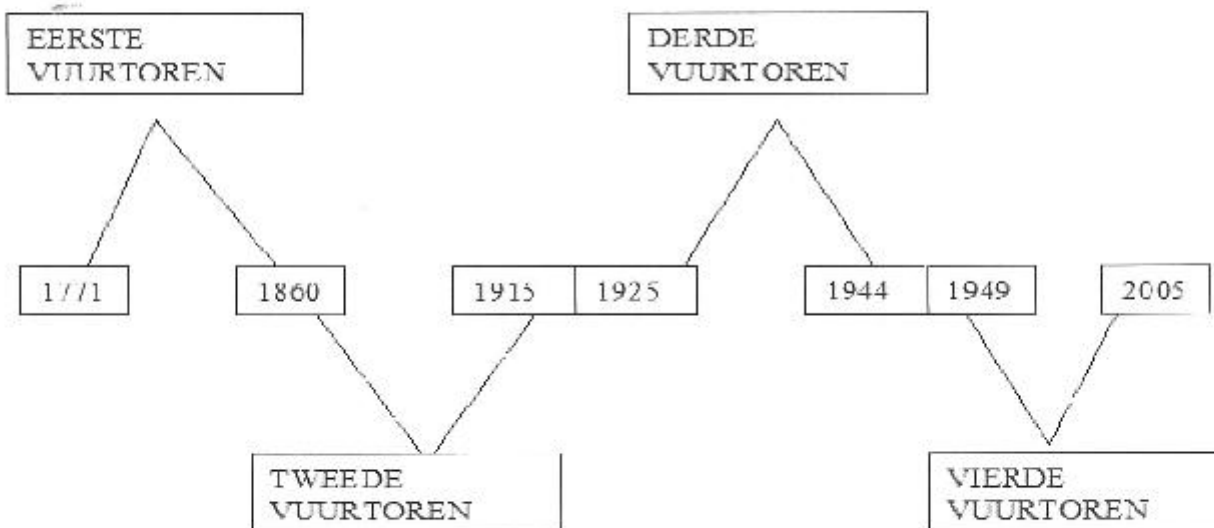 EERSTE
VUURTOREN
DERDE
VUURTOREN
1771
1860
1915
1925
1944
1949
2005
TWEEDE
VUURTOREN
VIERDE
VUURTOREN